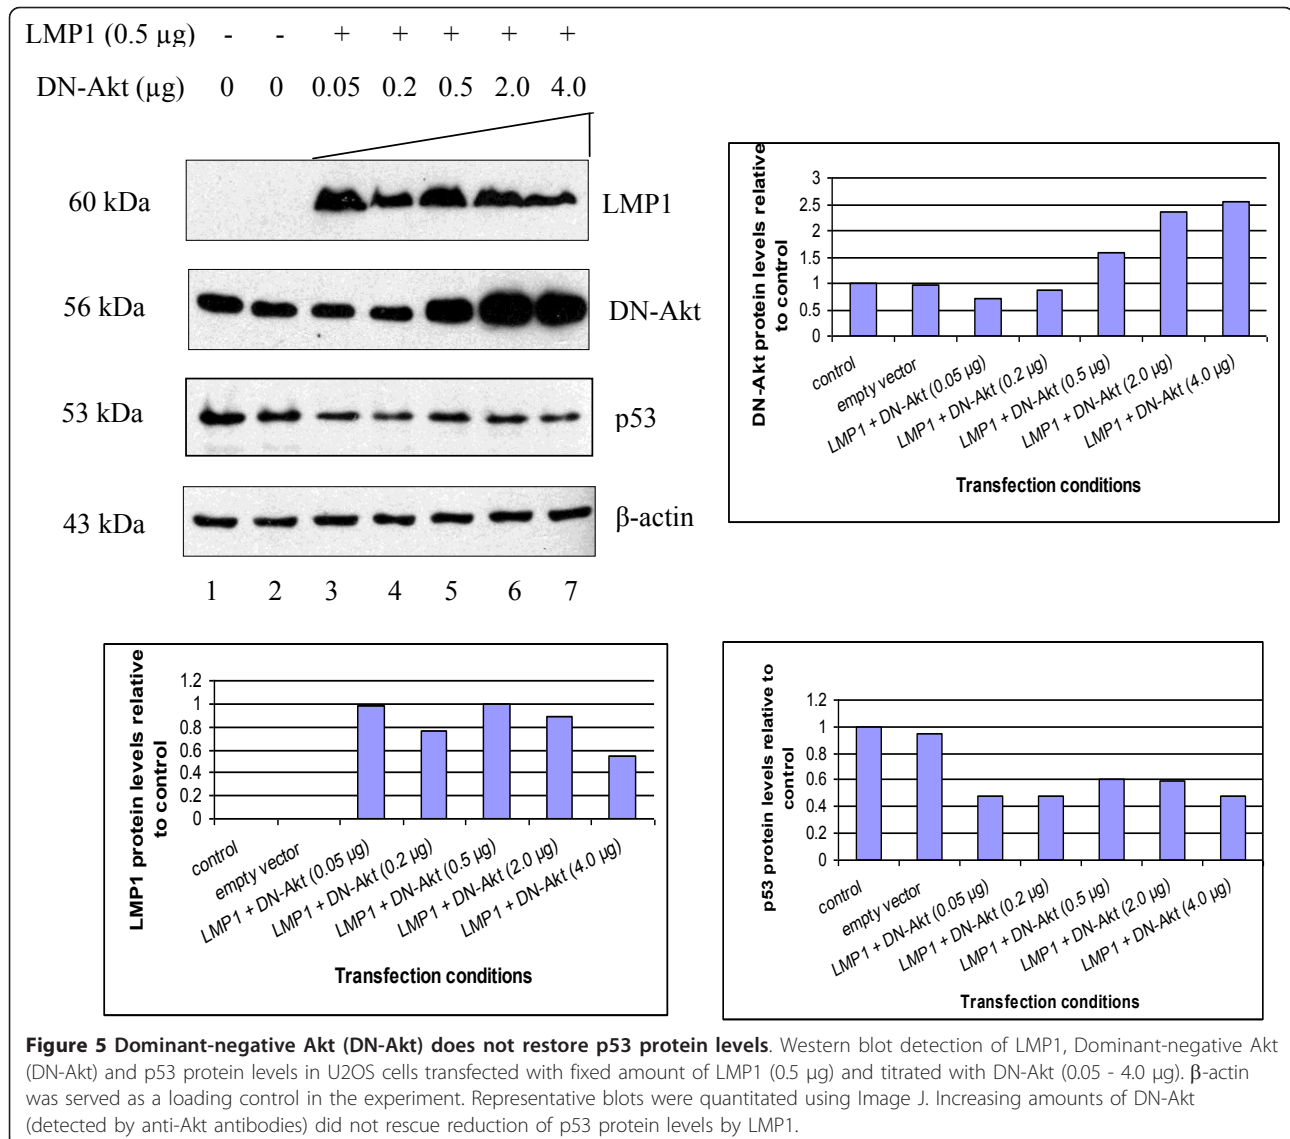 LMP1 (0.5 µg) - - + + + + +
DN-Akt (µg) 0 0 0.05 0.2 0.5 2.0 4.0
60 kDa LMP1
56 kDa DN-Akt
53 kDa p53
43 kDa β-actin
1 2 3 4 5 6 7
DN-Akt protein levels relative
to control
3
2.5
2
1.5
1
0.5
0
control
empty vector
LMP1 + DN-Akt (0.05 µg)
LMP1 + DN-Akt (0.2 µg)
LMP1 + DN-Akt (0.5 µg)
LMP1 + DN-Akt (2.0 µg)
LMP1 + DN-Akt (4.0 µg)
Transfection conditions
LMP1 protein levels relative
to control
1.2
1
0.8
0.6
0.4
0.2
0
control
empty vector
LMP1 + DN-Akt (0.05 µg)
LMP1 + DN-Akt (0.2 µg)
LMP1 + DN-Akt (0.5 µg)
LMP1 + DN-Akt (2.0 µg)
LMP1 + DN-Akt (4.0 µg)
Transfection conditions
p53 protein levels relative to
control
1.2
1
0.8
0.6
0.4
0.2
0
control
empty vector
LMP1 + DN-Akt (0.05 µg)
LMP1 + DN-Akt (0.2 µg)
LMP1 + DN-Akt (0.5 µg)
LMP1 + DN-Akt (2.0 µg)
LMP1 + DN-Akt (4.0 µg)
Transfection conditions
Figure 5 Dominant-negative Akt (DN-Akt) does not restore p53 protein levels. Western blot detection of LMP1, Dominant-negative Akt
(DN-Akt) and p53 protein levels in U2OS cells transfected with fixed amount of LMP1 (0.5 µg) and titrated with DN-Akt (0.05 - 4.0 µg). β-actin
was served as a loading control in the experiment. Representative blots were quantitated using Image J. Increasing amounts of DN-Akt
(detected by anti-Akt antibodies) did not rescue reduction of p53 protein levels by LMP1.